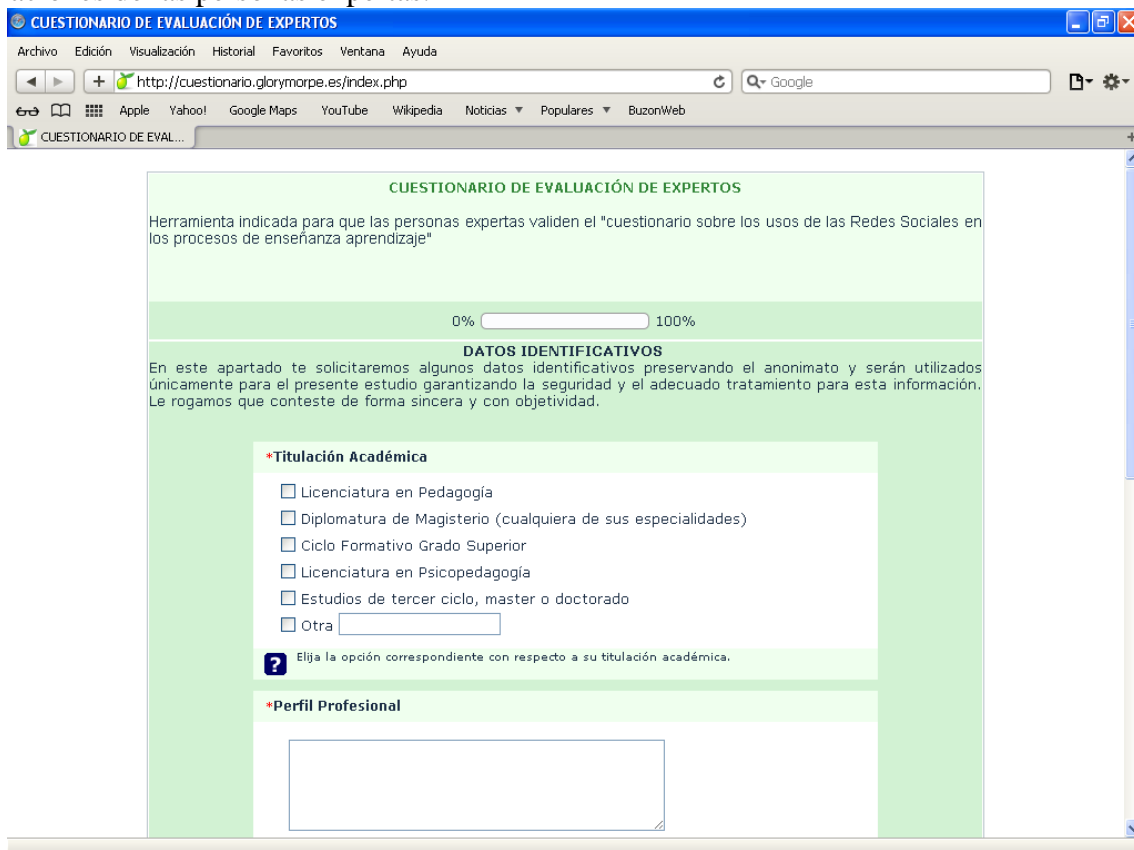 CUESTIONARIO DE EVALUACIÓN DE EXPERTOS
Archivo Edición Visualización Historial Favoritos Ventana Ayuda
http://cuestionario.glorymorpe.es/index.php
Google
Apple Yahoo! Google Maps YouTube Wikipedia Noticias Populares BuzonWeb
CUESTIONARIO DE EVAL...
CUESTIONARIO DE EVALUACIÓN DE EXPERTOS
Herramienta indicada para que las personas expertas validen el "cuestionario sobre los usos de las Redes Sociales en
los procesos de enseñanza aprendizaje"
0% 100%
DATOS IDENTIFICATIVOS
En este apartado te solicitaremos algunos datos identificativos preservando el anonimato y serán utilizados
únicamente para el presente estudio garantizando la seguridad y el adecuado tratamiento para esta información.
Le rogamos que conteste de forma sincera y con objetividad.
*Titulación Académica
Licenciatura en Pedagogía
Diplomatura de Magisterio (cualquiera de sus especialidades)
Ciclo Formativo Grado Superior
Licenciatura en Psicopedagogía
Estudios de tercer ciclo, master o doctorado
Otra
? Elija la opción correspondiente con respecto a su titulación académica.
*Perfil Profesional